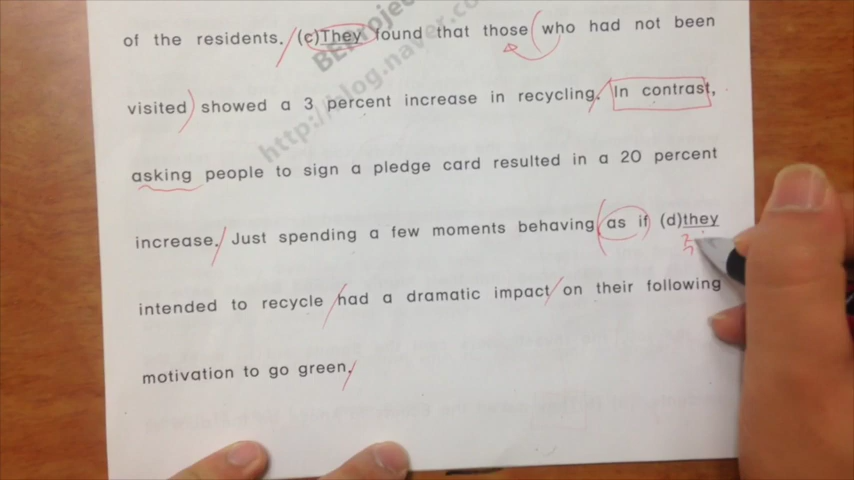 of the residents. (c)They found that those who had not been
visited showed a 3 percent increase in recycling. In contrast,
asking people to sign a pledge card resulted in a 20 percent
increase. Just spending a few moments behaving as if (d)they
intended to recycle had a dramatic impact on their following
motivation to go green.